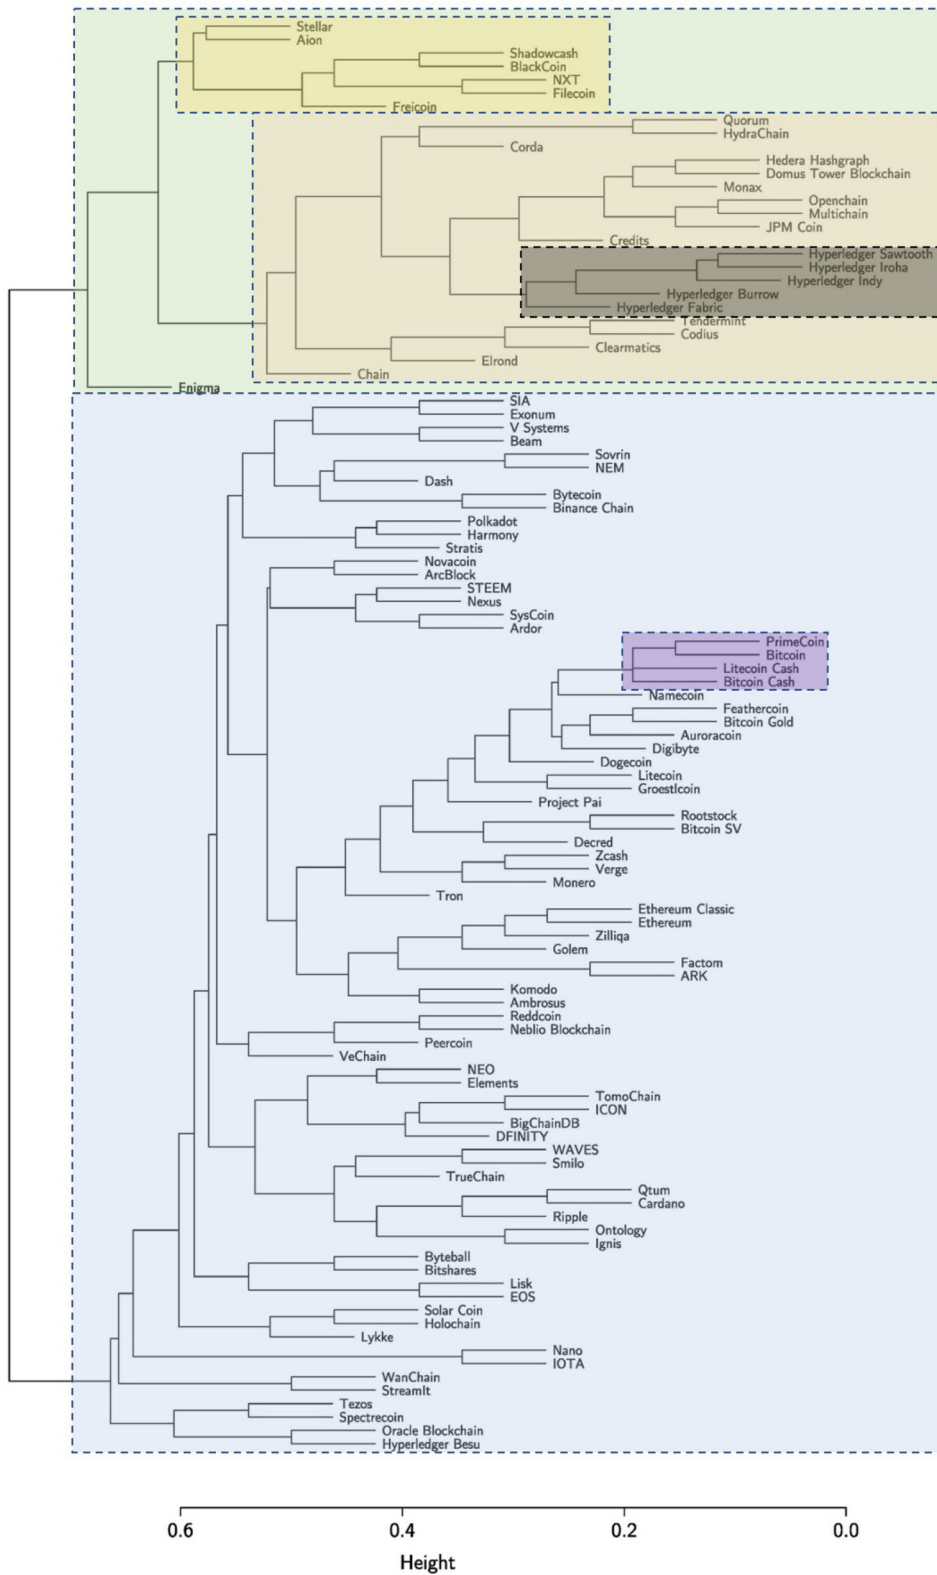 Stellar
Aion
Shadowcash
BlackCoin
NXT
Filecoin
Freicoin
Quorum
HydraChain
Corda
Hedera Hashgraph
Domus Tower Blockchain
Monax
Openchain
Multichain
JPM Coin
Credits
Hyperledger Sawtooth
Hyperledger Iroha
Hyperledger Indy
Hyperledger Burrow
Hyperledger Fabric
Tendermint
Codius
Clearmatics
Elrond
Chain
Enigma
SIA
Exonum
V Systems
Beam
Sovrin
NEM
Dash
Bytecoin
Binance Chain
Polkadot
Harmony
Stratis
Novacoin
ArcBlock
STEEM
Nexus
SysCoin
Ardor
PrimeCoin
Bitcoin
Litecoin Cash
Bitcoin Cash
Namecoin
Feathercoin
Bitcoin Gold
Auroracoin
Digibyte
Dogecoin
Litecoin
Groestlcoin
Project Pai
Rootstock
Bitcoin SV
Decred
Zcash
Verge
Monero
Tron
Ethereum Classic
Ethereum
Zilliqa
Golem
Factom
ARK
Komodo
Ambrosus
Reddcoin
Neblio Blockchain
Peercoin
VeChain
NEO
Elements
TomoChain
ICON
BigChainDB
DFINITY
WAVES
Smilo
TrueChain
Qtum
Cardano
Ripple
Ontology
Ignis
Byteball
Bitshares
Lisk
EOS
Solar Coin
Holochain
Lykke
Nano
IOTA
WanChain
StreamIt
Tezos
Spectrecoin
Oracle Blockchain
Hyperledger Besu
0.6 0.4 0.2 0.0
Height